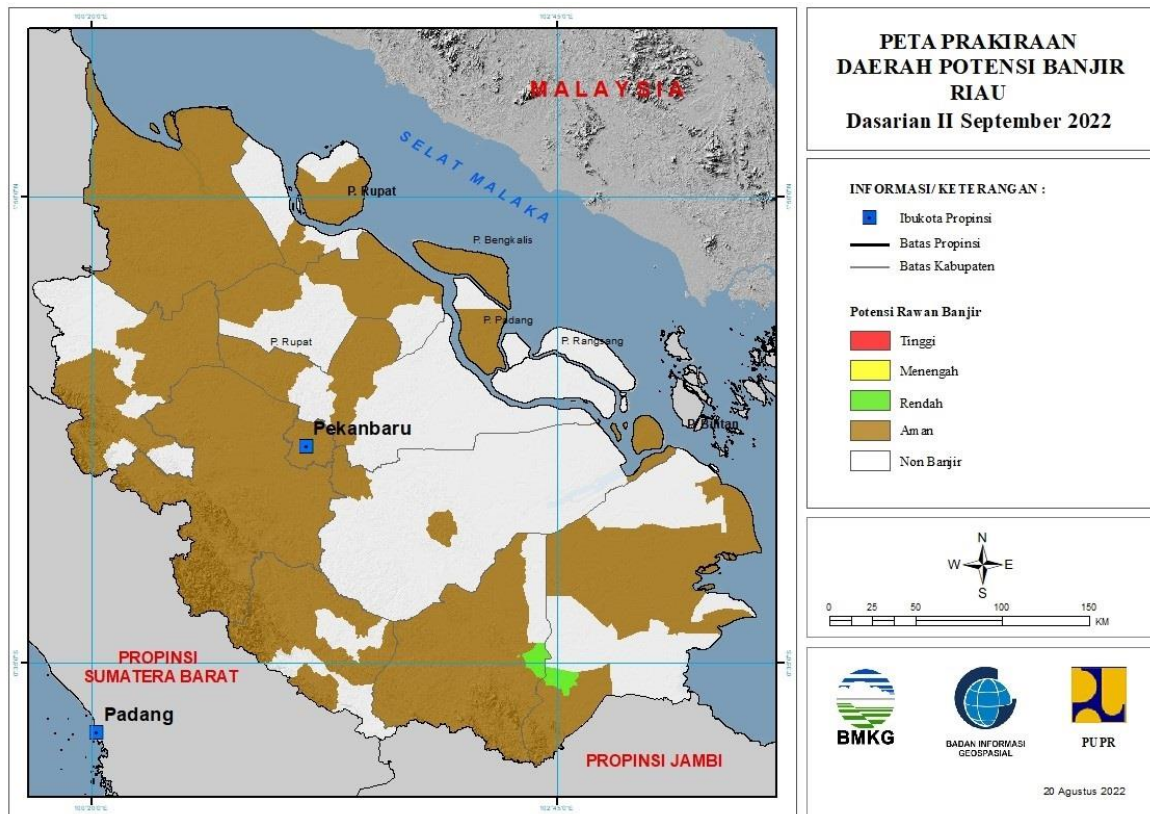 PETA PRAKIRAAN
DAERAH POTENSI BANJIR
RIAU
Dasarian II September 2022
INFORMASI/ KETERANGAN :
Ibukota Propinsi
Batas Propinsi
Batas Kabupaten
Potensi Rawan Banjir
Tinggi
Menengah
Rendah
Aman
Non Banjir
N
W E
S
0 25 50 100 150
KM
BMKG
BADAN INFORMASI
GEOSPASIAL
PUPR
20 Agustus 2022
MALAYSIA
SELAT MALAKA
P. Rupat
P. Bengkalis
P. Padang
P. Rupat
P. Rangsang
P. Bintan
Pekanbaru
PROPINSI
SUMATERA BARAT
Padang
PROPINSI JAMBI